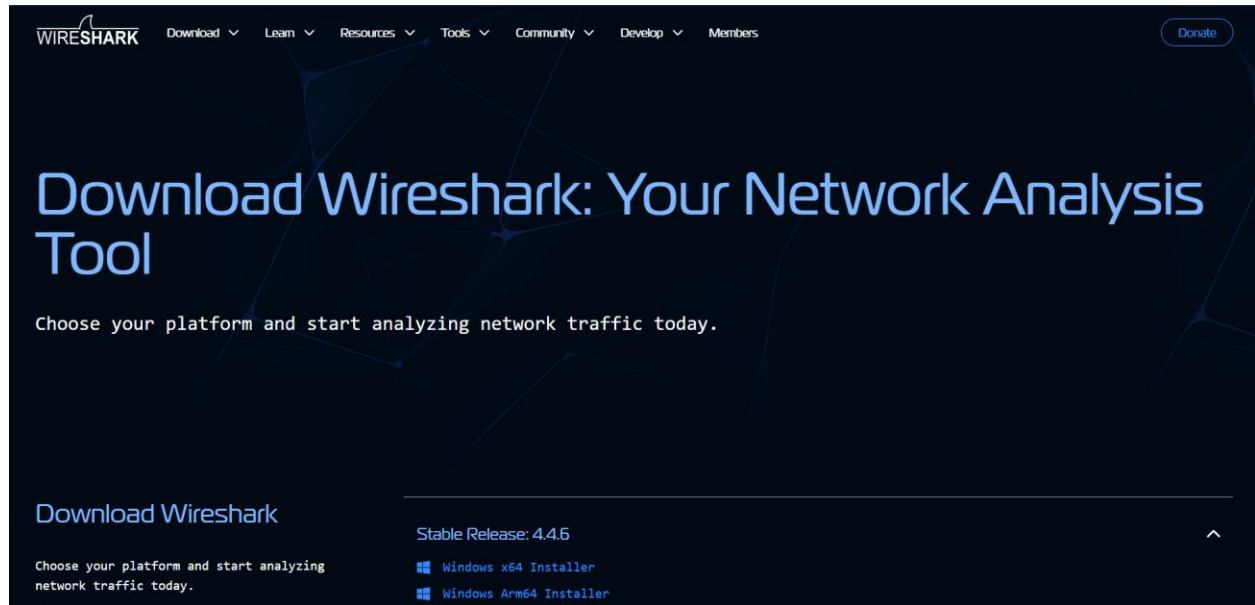 WIRESHARK Download Learn Resources Tools Community Develop Members Donate
Download Wireshark: Your Network Analysis
Tool
Choose your platform and start analyzing network traffic today.
Download Wireshark
Choose your platform and start analyzing
network traffic today.
Stable Release: 4.4.6
Windows x64 Installer
Windows Arm64 Installer